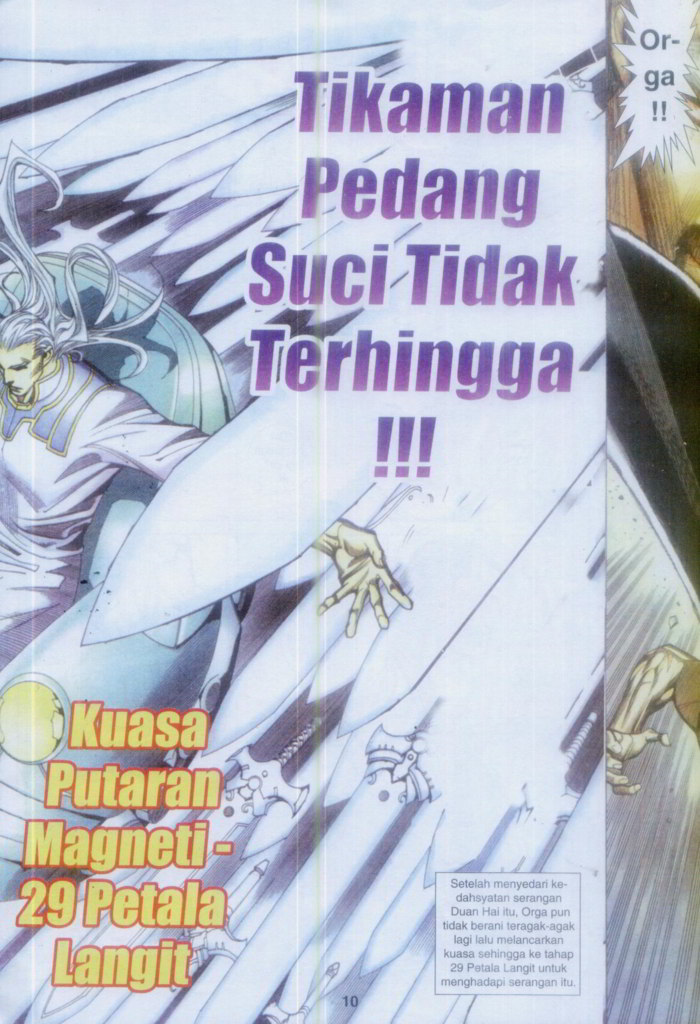 Tikaman
Pedang
Suci Tidak
Terhingga
!!!
Or-
ga
!!
Kuasa
Putaran
Magneti -
29 Petala
Langit
Setelah menyedari ke-
dahsyatan serangan
Duan Hai itu, Orga pun
tidak berani teragak-agak
lagi lalu melancarkan
kuasa sehingga ke tahap
29 Petala Langit untuk
menghadapi serangan itu.
10